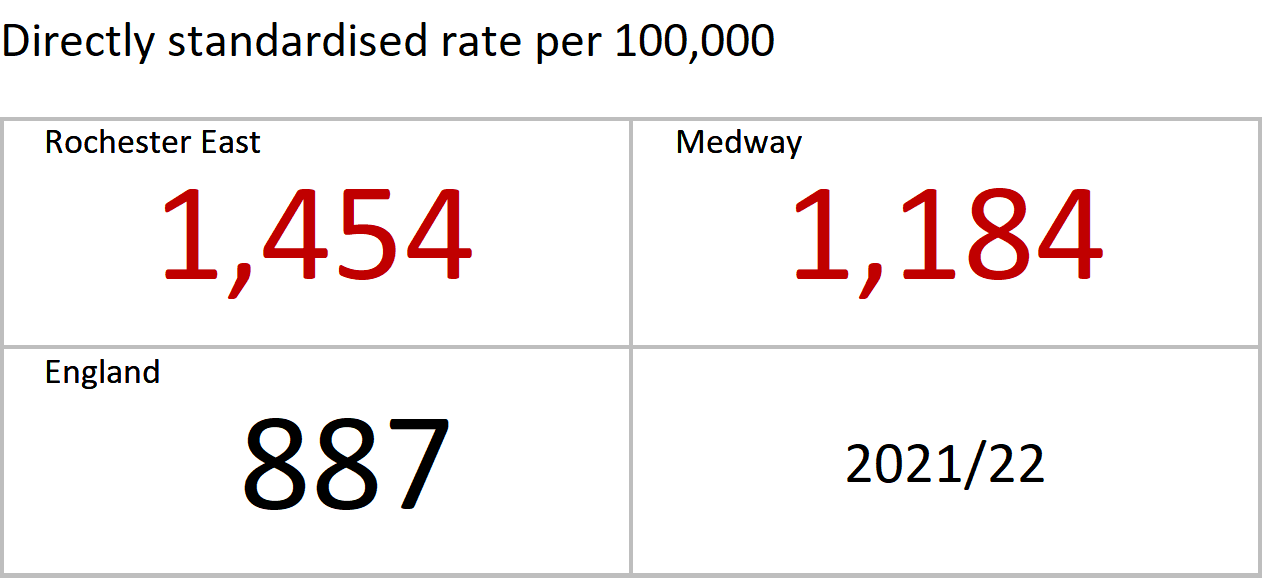 Directly standardised rate per 100,000
Rochester East
1,454
Medway
1,184
England
887
2021/22